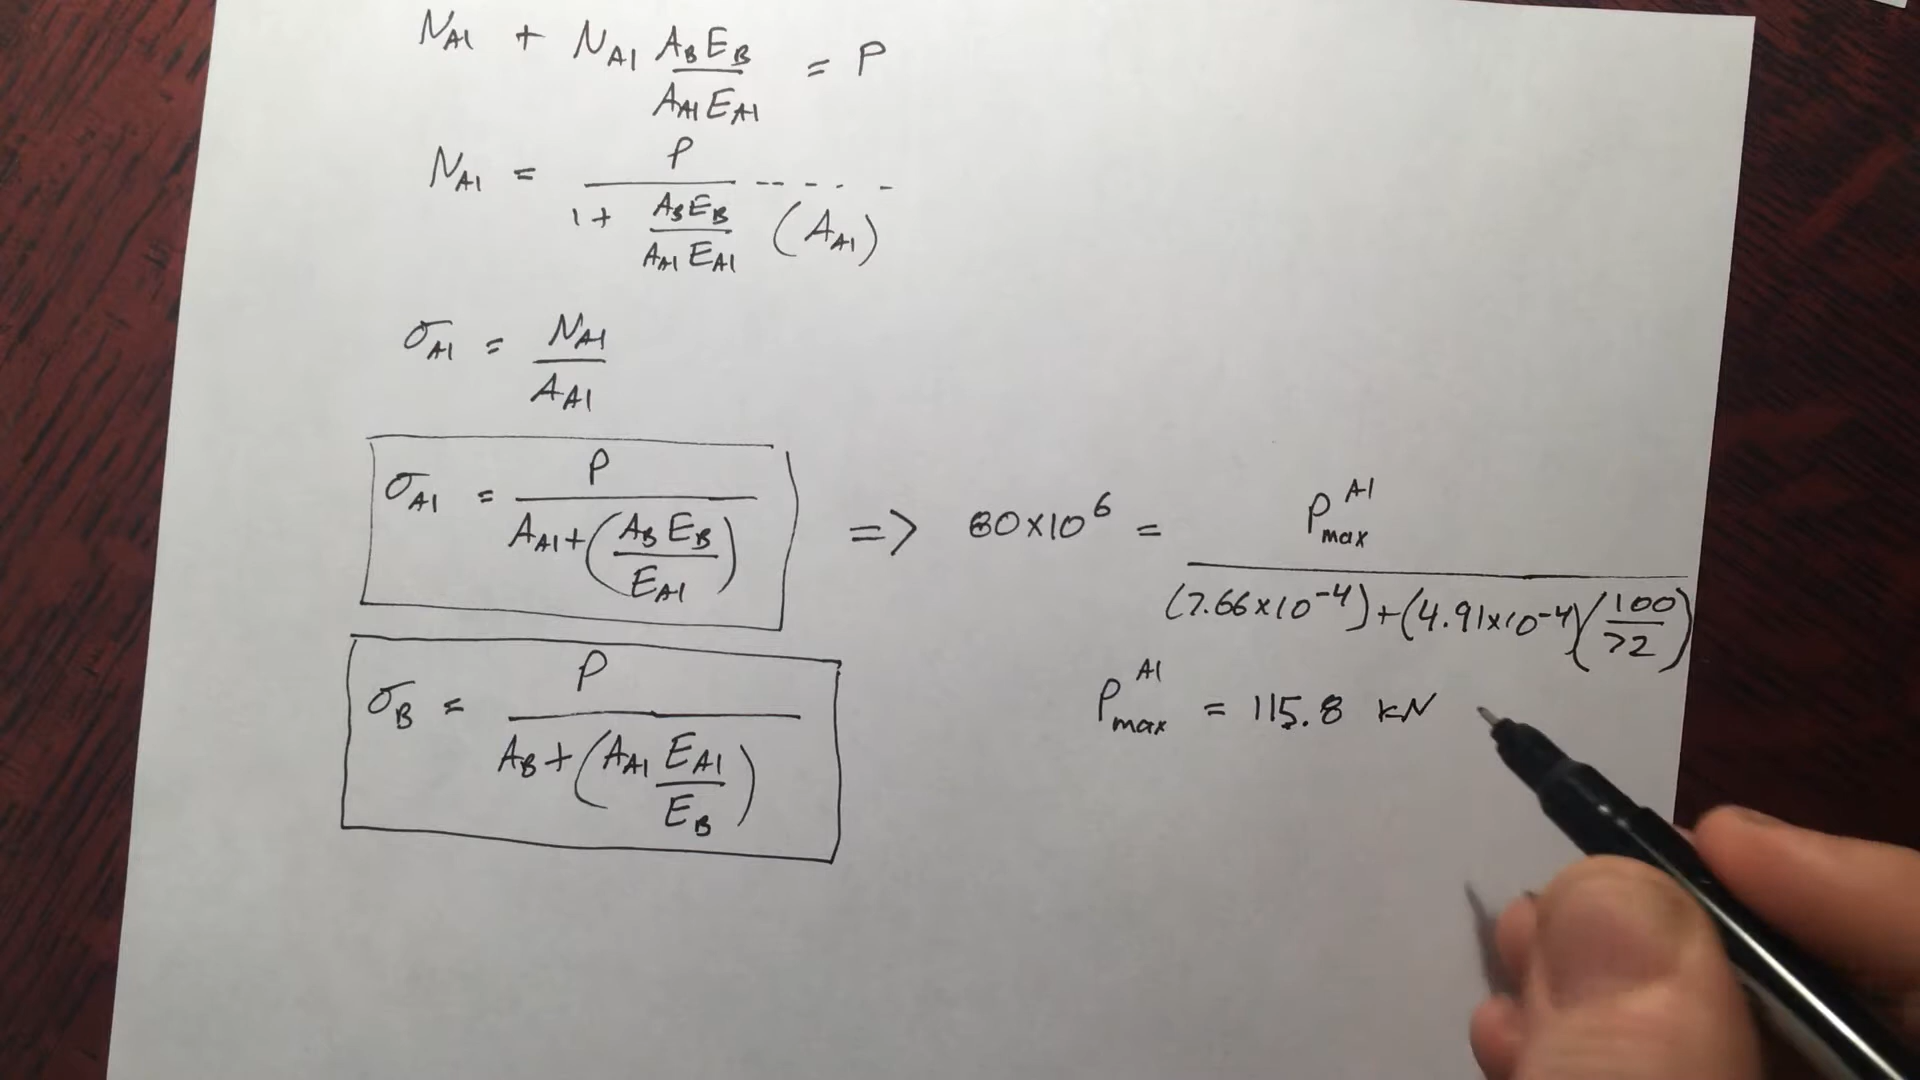 N_Al + N_Al A_B E_B / A_Al E_Al = P
N_Al = P / 1 + A_B E_B / A_Al E_Al (A_Al)
σ_Al = N_Al / A_Al
σ_Al = P / A_Al + (A_B E_B / E_Al) => 80×10^6 = P_max^Al / (7.66×10^-4) + (4.91×10^-4)(100 / 72)
P_max^Al = 115.8 kN
σ_B = P / A_B + (A_Al E_Al / E_B)